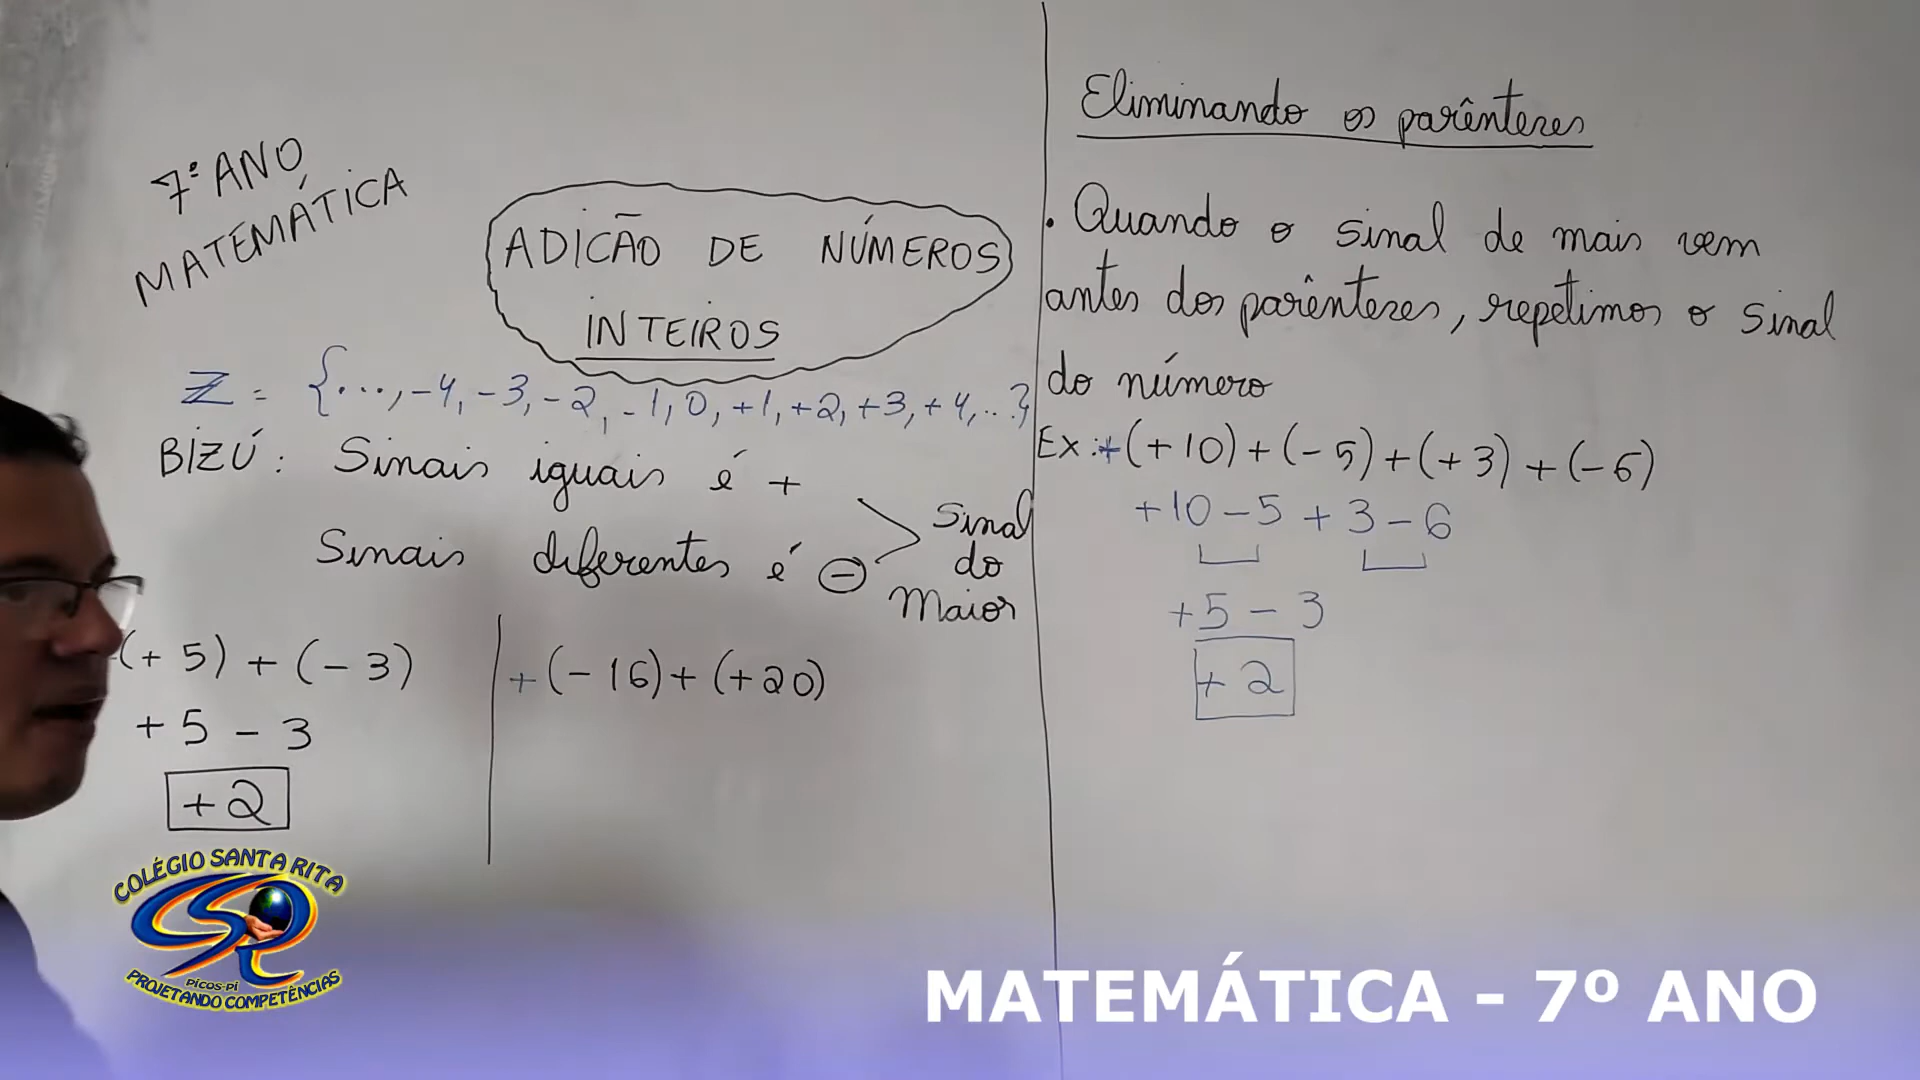 7º ANO
MATEMÁTICA
ADICÃO DE NÚMEROS
INTEIROS
ℤ = {..., -4, -3, -2, -1, 0, +1, +2, +3, +4, ...}
BIZÚ: Sinais iguais é +
Sinais diferentes é -
Sinal
do
Maior
(+5) + (-3)
+5 - 3
+2
+(-16) + (+20)
Eliminando os parênteses
. Quando o sinal de mais vem
antes dos parênteses, repetimos o sinal
do número
Ex: +(+10) + (-5) + (+3) + (-6)
+10 - 5 + 3 - 6
+5 - 3
+2
COLÉGIO SANTA RITA
CSR
PICOS-PI
PROJETANDO COMPETÊNCIAS
MATEMÁTICA - 7º ANO